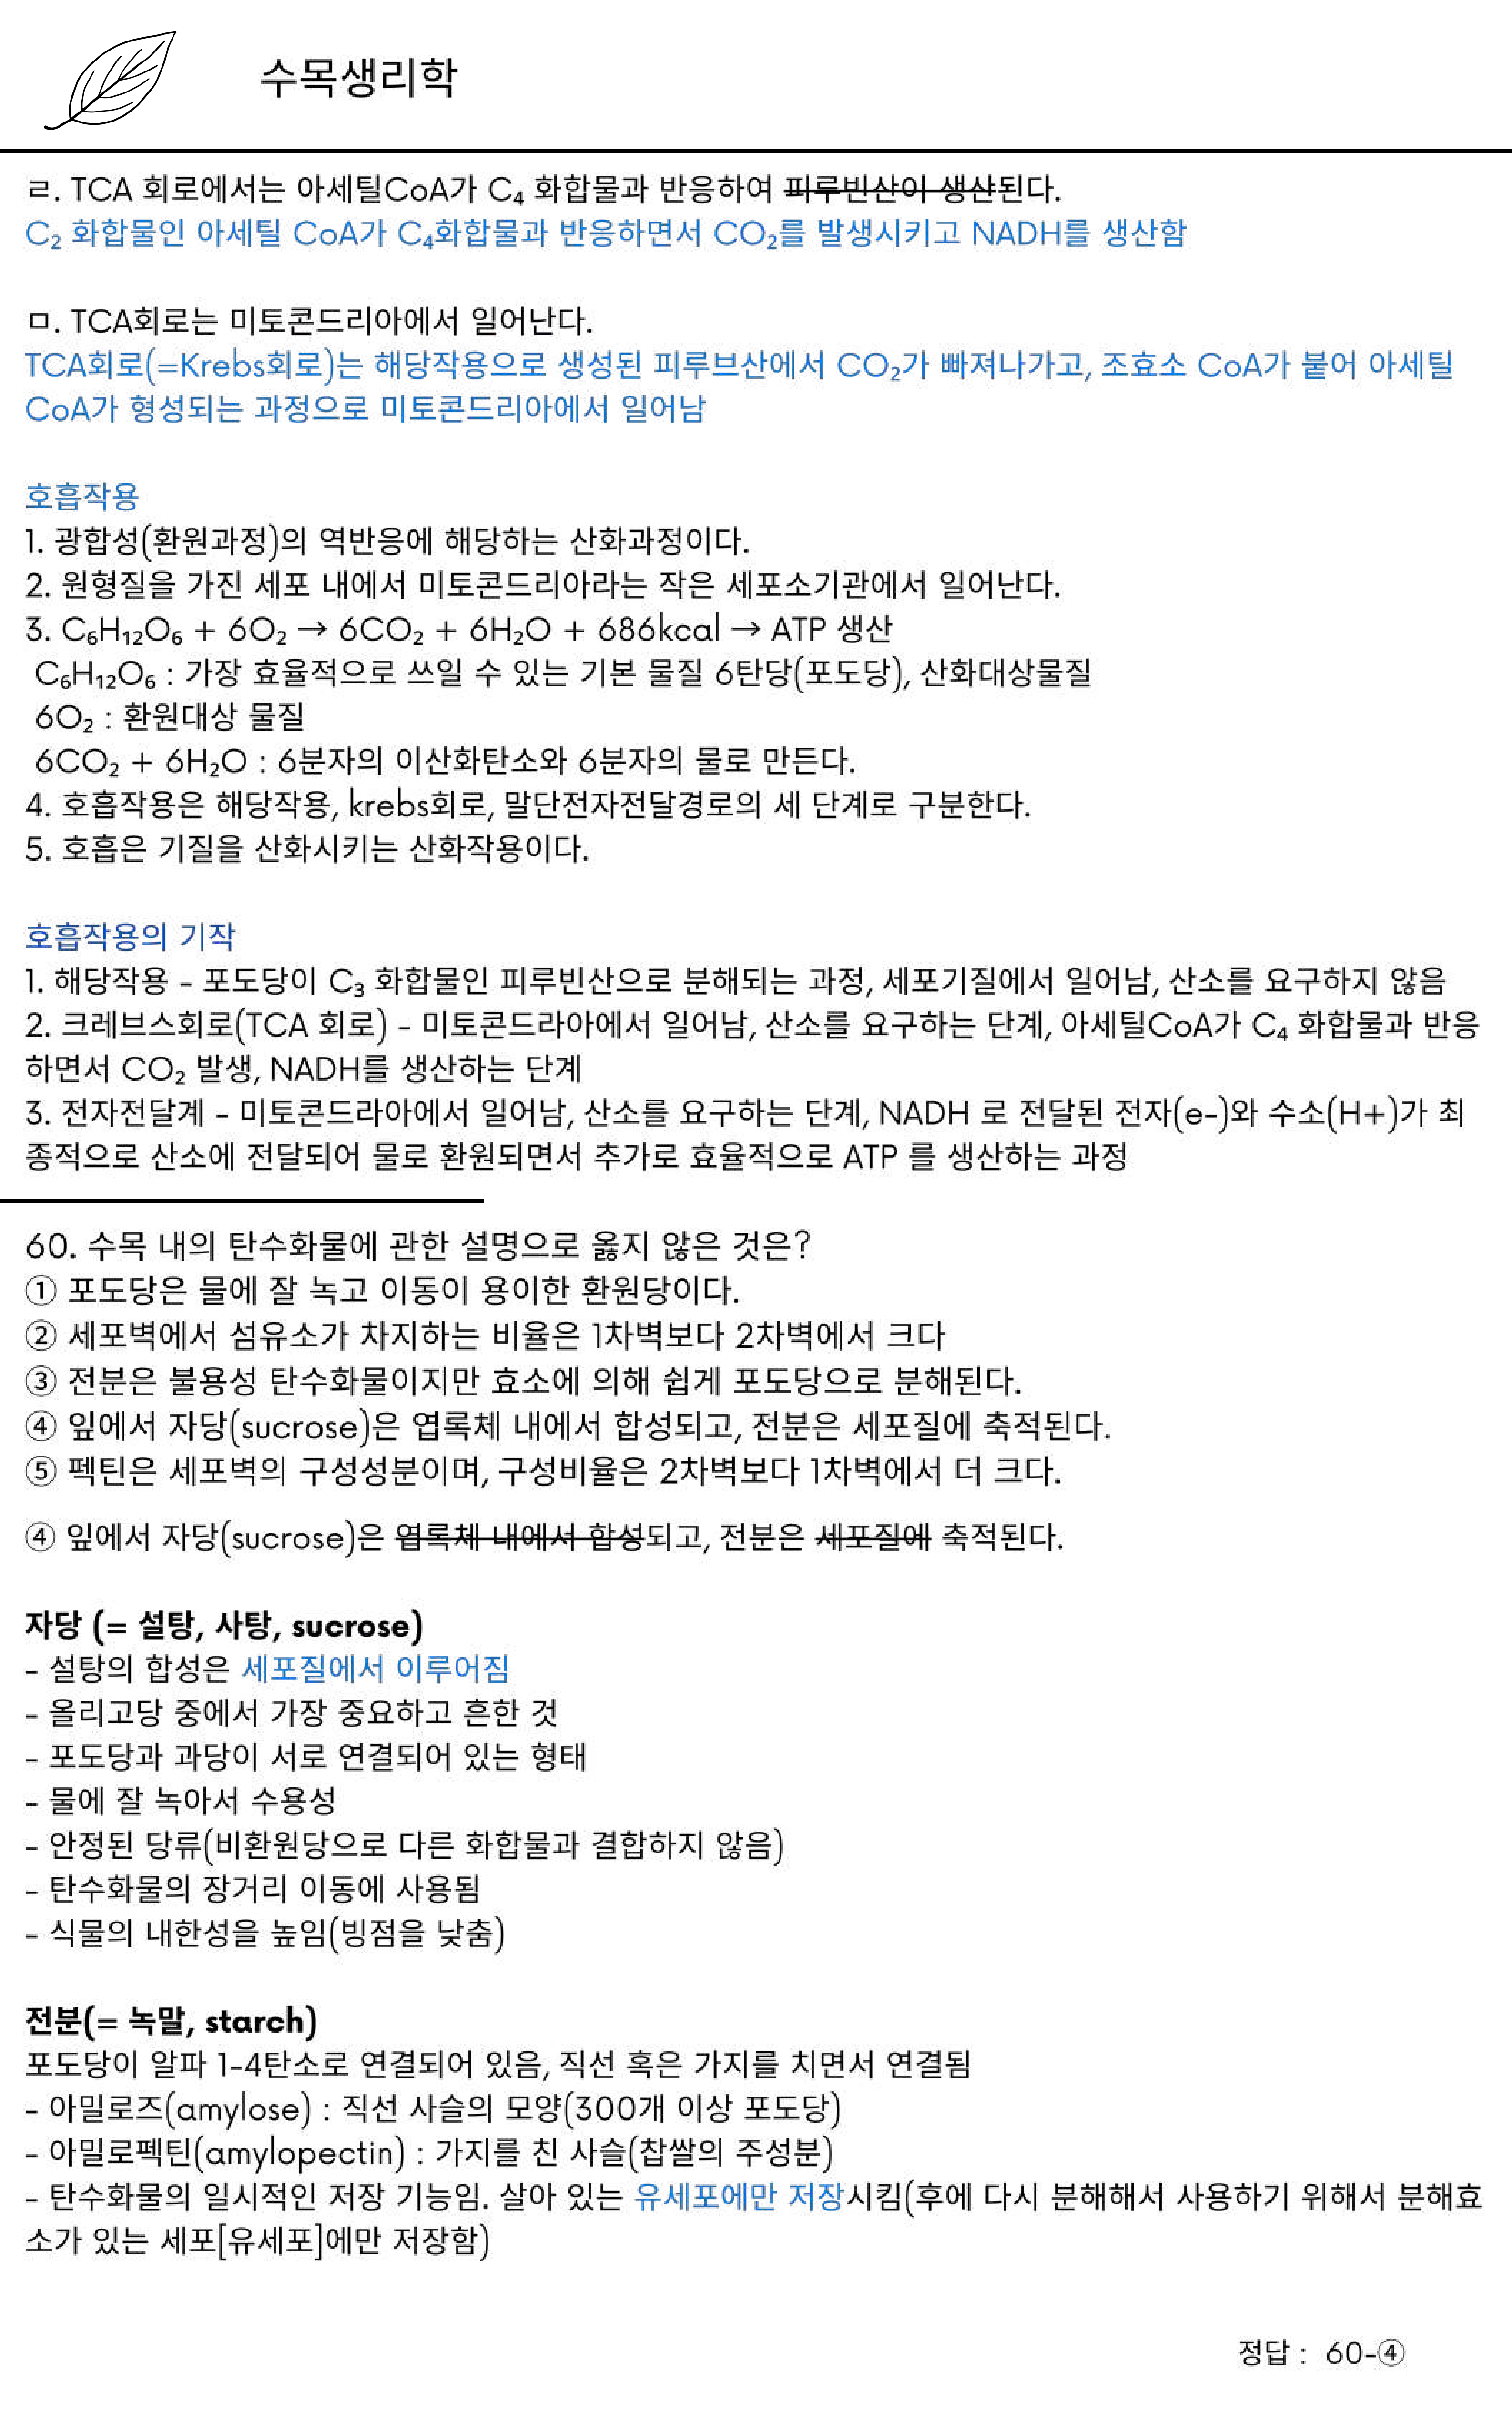 수목생리학
ㄹ. TCA 회로에서는 아세틸CoA가 C₄ 화합물과 반응하여 피루빈산이 생산된다.
C₂ 화합물인 아세틸 CoA가 C₄화합물과 반응하면서 CO₂를 발생시키고 NADH를 생산함
ㅁ. TCA회로는 미토콘드리아에서 일어난다.
TCA회로(=Krebs회로)는 해당작용으로 생성된 피루브산에서 CO₂가 빠져나가고, 조효소 CoA가 붙어 아세틸
CoA가 형성되는 과정으로 미토콘드리아에서 일어남
호흡작용
1. 광합성(환원과정)의 역반응에 해당하는 산화과정이다.
2. 원형질을 가진 세포 내에서 미토콘드리아라는 작은 세포소기관에서 일어난다.
3. C₆H₁₂O₆ + 6O₂ → 6CO₂ + 6H₂O + 686kcal → ATP 생산
C₆H₁₂O₆ : 가장 효율적으로 쓰일 수 있는 기본 물질 6탄당(포도당), 산화대상물질
6O₂ : 환원대상 물질
6CO₂ + 6H₂O : 6분자의 이산화탄소와 6분자의 물로 만든다.
4. 호흡작용은 해당작용, krebs회로, 말단전자전달경로의 세 단계로 구분한다.
5. 호흡은 기질을 산화시키는 산화작용이다.
호흡작용의 기작
1. 해당작용 - 포도당이 C₃ 화합물인 피루빈산으로 분해되는 과정, 세포기질에서 일어남, 산소를 요구하지 않음
2. 크레브스회로(TCA 회로) - 미토콘드라아에서 일어남, 산소를 요구하는 단계, 아세틸CoA가 C₄ 화합물과 반응
하면서 CO₂ 발생, NADH를 생산하는 단계
3. 전자전달계 - 미토콘드라아에서 일어남, 산소를 요구하는 단계, NADH 로 전달된 전자(e-)와 수소(H+)가 최
종적으로 산소에 전달되어 물로 환원되면서 추가로 효율적으로 ATP 를 생산하는 과정
60. 수목 내의 탄수화물에 관한 설명으로 옳지 않은 것은?
① 포도당은 물에 잘 녹고 이동이 용이한 환원당이다.
② 세포벽에서 섬유소가 차지하는 비율은 1차벽보다 2차벽에서 크다
③ 전분은 불용성 탄수화물이지만 효소에 의해 쉽게 포도당으로 분해된다.
④ 잎에서 자당(sucrose)은 엽록체 내에서 합성되고, 전분은 세포질에 축적된다.
⑤ 펙틴은 세포벽의 구성성분이며, 구성비율은 2차벽보다 1차벽에서 더 크다.
④ 잎에서 자당(sucrose)은 엽록체 내에서 합성되고, 전분은 세포질에 축적된다.
자당 (= 설탕, 사탕, sucrose)
- 설탕의 합성은 세포질에서 이루어짐
- 올리고당 중에서 가장 중요하고 흔한 것
- 포도당과 과당이 서로 연결되어 있는 형태
- 물에 잘 녹아서 수용성
- 안정된 당류(비환원당으로 다른 화합물과 결합하지 않음)
- 탄수화물의 장거리 이동에 사용됨
- 식물의 내한성을 높임(빙점을 낮춤)
전분(= 녹말, starch)
포도당이 알파 1-4탄소로 연결되어 있음, 직선 혹은 가지를 치면서 연결됨
- 아밀로즈(amylose) : 직선 사슬의 모양(300개 이상 포도당)
- 아밀로펙틴(amylopectin) : 가지를 친 사슬(찹쌀의 주성분)
- 탄수화물의 일시적인 저장 기능임. 살아 있는 유세포에만 저장시킴(후에 다시 분해해서 사용하기 위해서 분해효
소가 있는 세포[유세포]에만 저장함)
정답 : 60-④